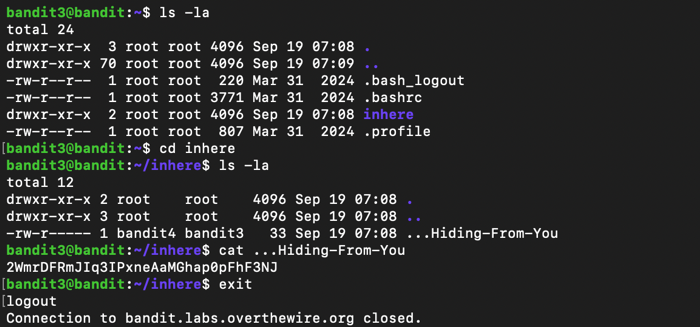 bandit3@bandit:~$ ls -la
total 24
drwxr-xr-x  3 root root 4096 Sep 19 07:08 .
drwxr-xr-x 70 root root 4096 Sep 19 07:09 ..
-rw-r--r--  1 root root  220 Mar 31  2024 .bash_logout
-rw-r--r--  1 root root 3771 Mar 31  2024 .bashrc
drwxr-xr-x  2 root root 4096 Sep 19 07:08 inhere
-rw-r--r--  1 root root  807 Mar 31  2024 .profile
[bandit3@bandit:~$ cd inhere
bandit3@bandit:~/inhere$ ls -la
total 12
drwxr-xr-x 2 root    root    4096 Sep 19 07:08 .
drwxr-xr-x 3 root    root    4096 Sep 19 07:08 ..
-rw-r----- 1 bandit4 bandit3   33 Sep 19 07:08 ...Hiding-From-You
bandit3@bandit:~/inhere$ cat ...Hiding-From-You
2WmrDFRmJIq3IPxneAaMGhap0pFhF3NJ
[bandit3@bandit:~/inhere$ exit
[logout
Connection to bandit.labs.overthewire.org closed.